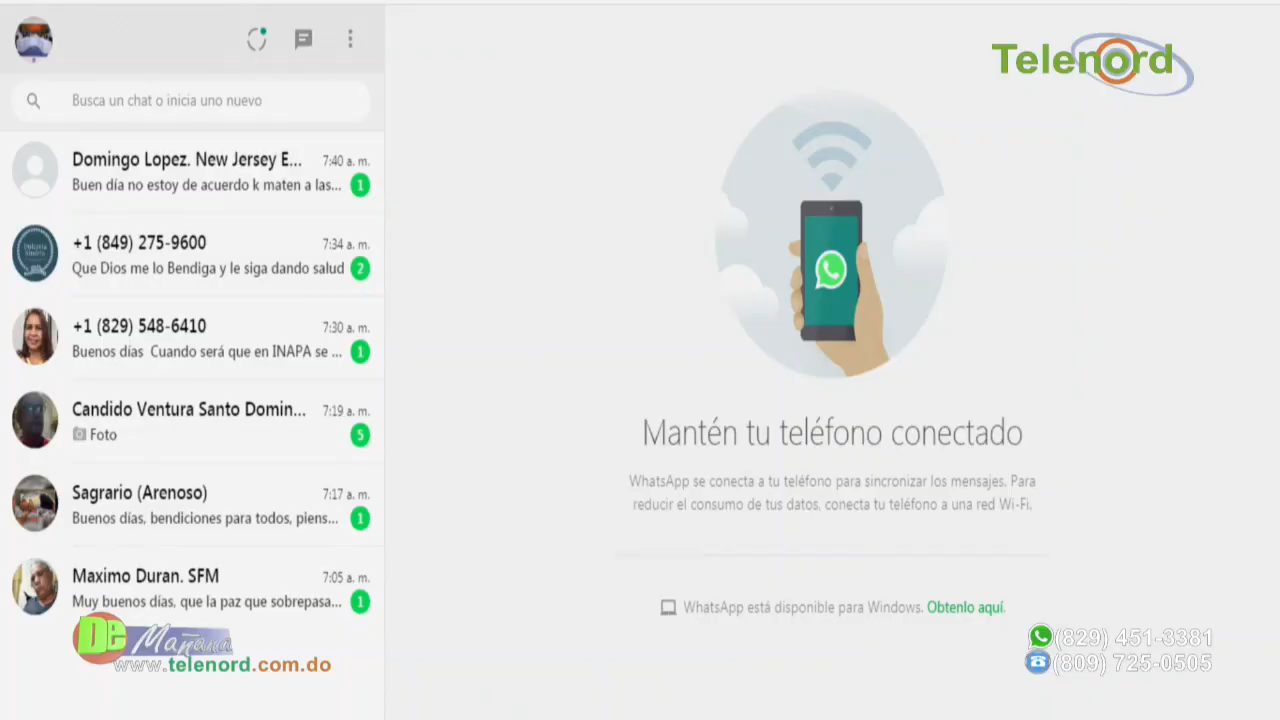 Telenord
Busca un chat o inicia uno nuevo
Domingo Lopez. New Jersey E...
7:40 a. m.
Buen día no estoy de acuerdo k maten a las...
1
+1 (849) 275-9600
7:34 a. m.
Que Dios me lo Bendiga y le siga dando salud
2
+1 (829) 548-6410
7:30 a. m.
Buenos días Cuando será que en INAPA se ...
1
Candido Ventura Santo Domin...
7:19 a. m.
Foto
5
Sagrario (Arenoso)
7:17 a. m.
Buenos días, bendiciones para todos, piens...
1
Maximo Duran. SFM
7:05 a. m.
Muy buenos días, que la paz que sobrepasa...
1
Mantén tu teléfono conectado
WhatsApp se conecta a tu teléfono para sincronizar los mensajes. Para
reducir el consumo de tus datos, conecta tu teléfono a una red Wi-Fi.
WhatsApp está disponible para Windows. Obtenlo aquí.
De Mañana
www.telenord.com.do
(829) 451-3381
(809) 725-0505